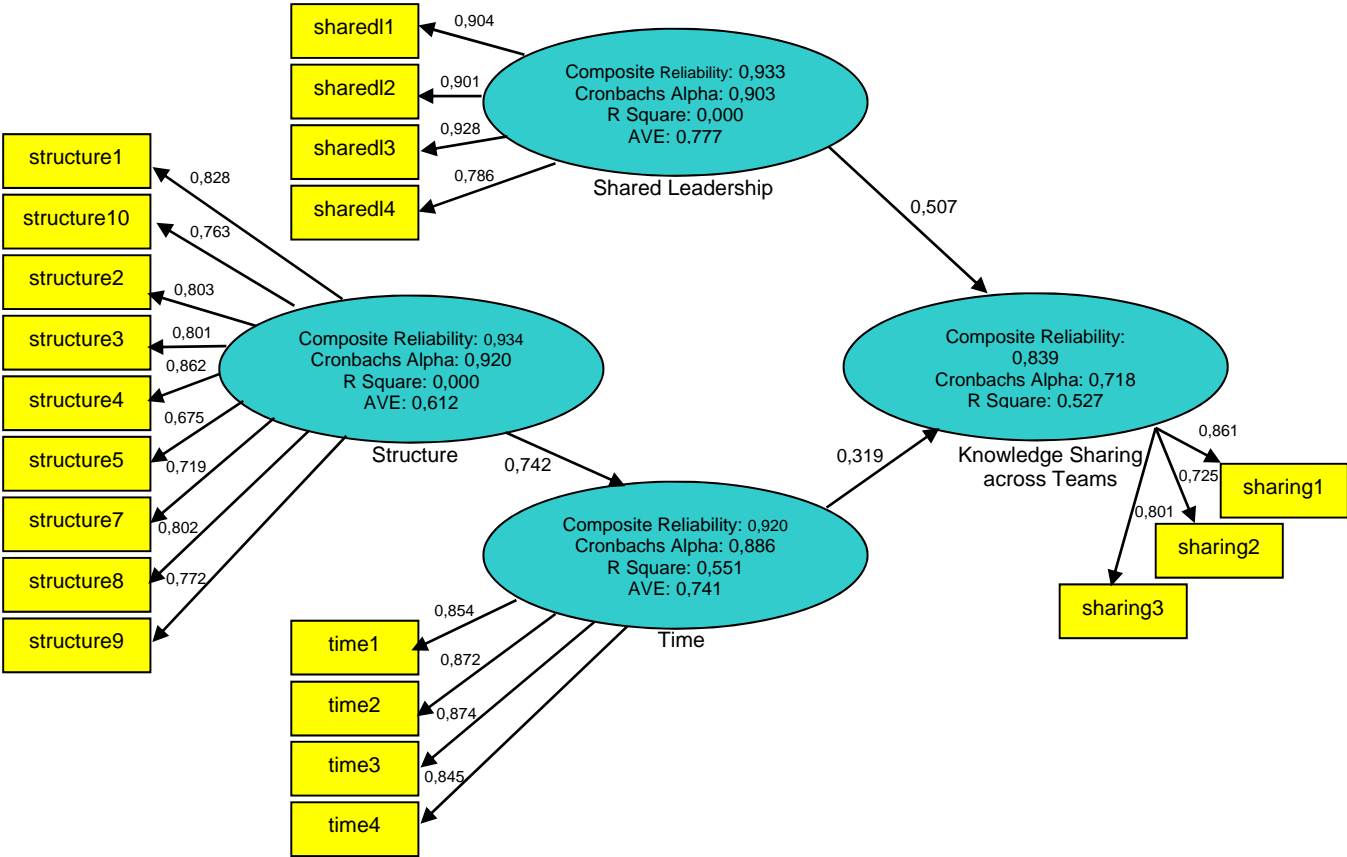 sharedl1
0,904
sharedl2
0,901
sharedl3
0,928
sharedl4
0,786
Composite Reliability: 0,933
Cronbachs Alpha: 0,903
R Square: 0,000
AVE: 0,777
Shared Leadership
0,507
structure1
0,828
structure10
0,763
structure2
0,803
structure3
0,801
structure4
0,862
structure5
0,675
structure7
0,719
structure8
0,802
structure9
0,772
Composite Reliability: 0,934
Cronbachs Alpha: 0,920
R Square: 0,000
AVE: 0,612
Structure
0,742
Composite Reliability:
0,839
Cronbachs Alpha: 0,718
R Square: 0,527
Knowledge Sharing
across Teams
0,861
0,725
0,801
sharing1
sharing2
sharing3
0,319
Composite Reliability: 0,920
Cronbachs Alpha: 0,886
R Square: 0,551
AVE: 0,741
Time
time1
0,854
time2
0,872
time3
0,874
time4
0,845